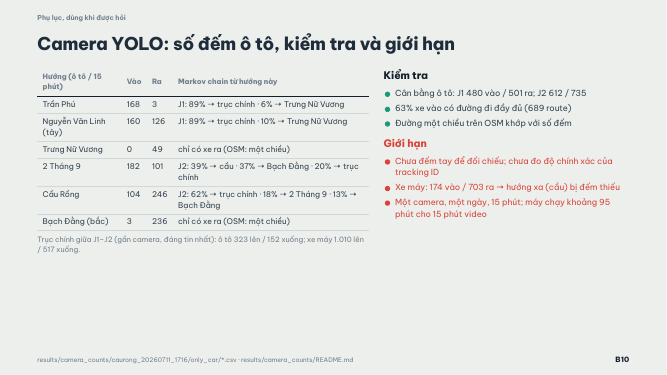 Phụ lục, dùng khi được hỏi
Camera YOLO: số đếm ô tô, kiểm tra và giới hạn
Hướng (ô tô / 15 phút) Vào Ra Markov chain từ hướng này
Trần Phú 168 3 J1: 89% → trục chính · 6% → Trưng Nữ Vương
Nguyễn Văn Linh (tây) 160 126 J1: 89% → trục chính · 10% → Trưng Nữ Vương
Trưng Nữ Vương 0 49 chỉ có xe ra (OSM: một chiều)
2 Tháng 9 182 101 J2: 39% → cầu · 37% → Bạch Đằng · 20% → trục chính
Cầu Rồng 104 246 J2: 62% → trục chính · 18% → 2 Tháng 9 · 13% → Bạch Đằng
Bạch Đằng (bắc) 3 236 chỉ có xe ra (OSM: một chiều)
Trục chính giữa J1–J2 (gần camera, đáng tin nhất): ô tô 323 lên / 152 xuống; xe máy 1.010 lên
/ 517 xuống.
Kiểm tra
Cân bằng ô tô: J1 480 vào / 501 ra; J2 612 / 735
63% xe vào có đường đi đầy đủ (689 route)
Đường một chiều trên OSM khớp với số đếm
Giới hạn
Chưa đếm tay để đối chiếu; chưa đo độ chính xác của
tracking ID
Xe máy: 174 vào / 703 ra → hướng xa (cầu) bị đếm thiếu
Một camera, một ngày, 15 phút; máy chạy khoảng 95
phút cho 15 phút video
results/camera_counts/caurong_20260711_1716/only_car/*.csv · results/camera_counts/README.md
B10